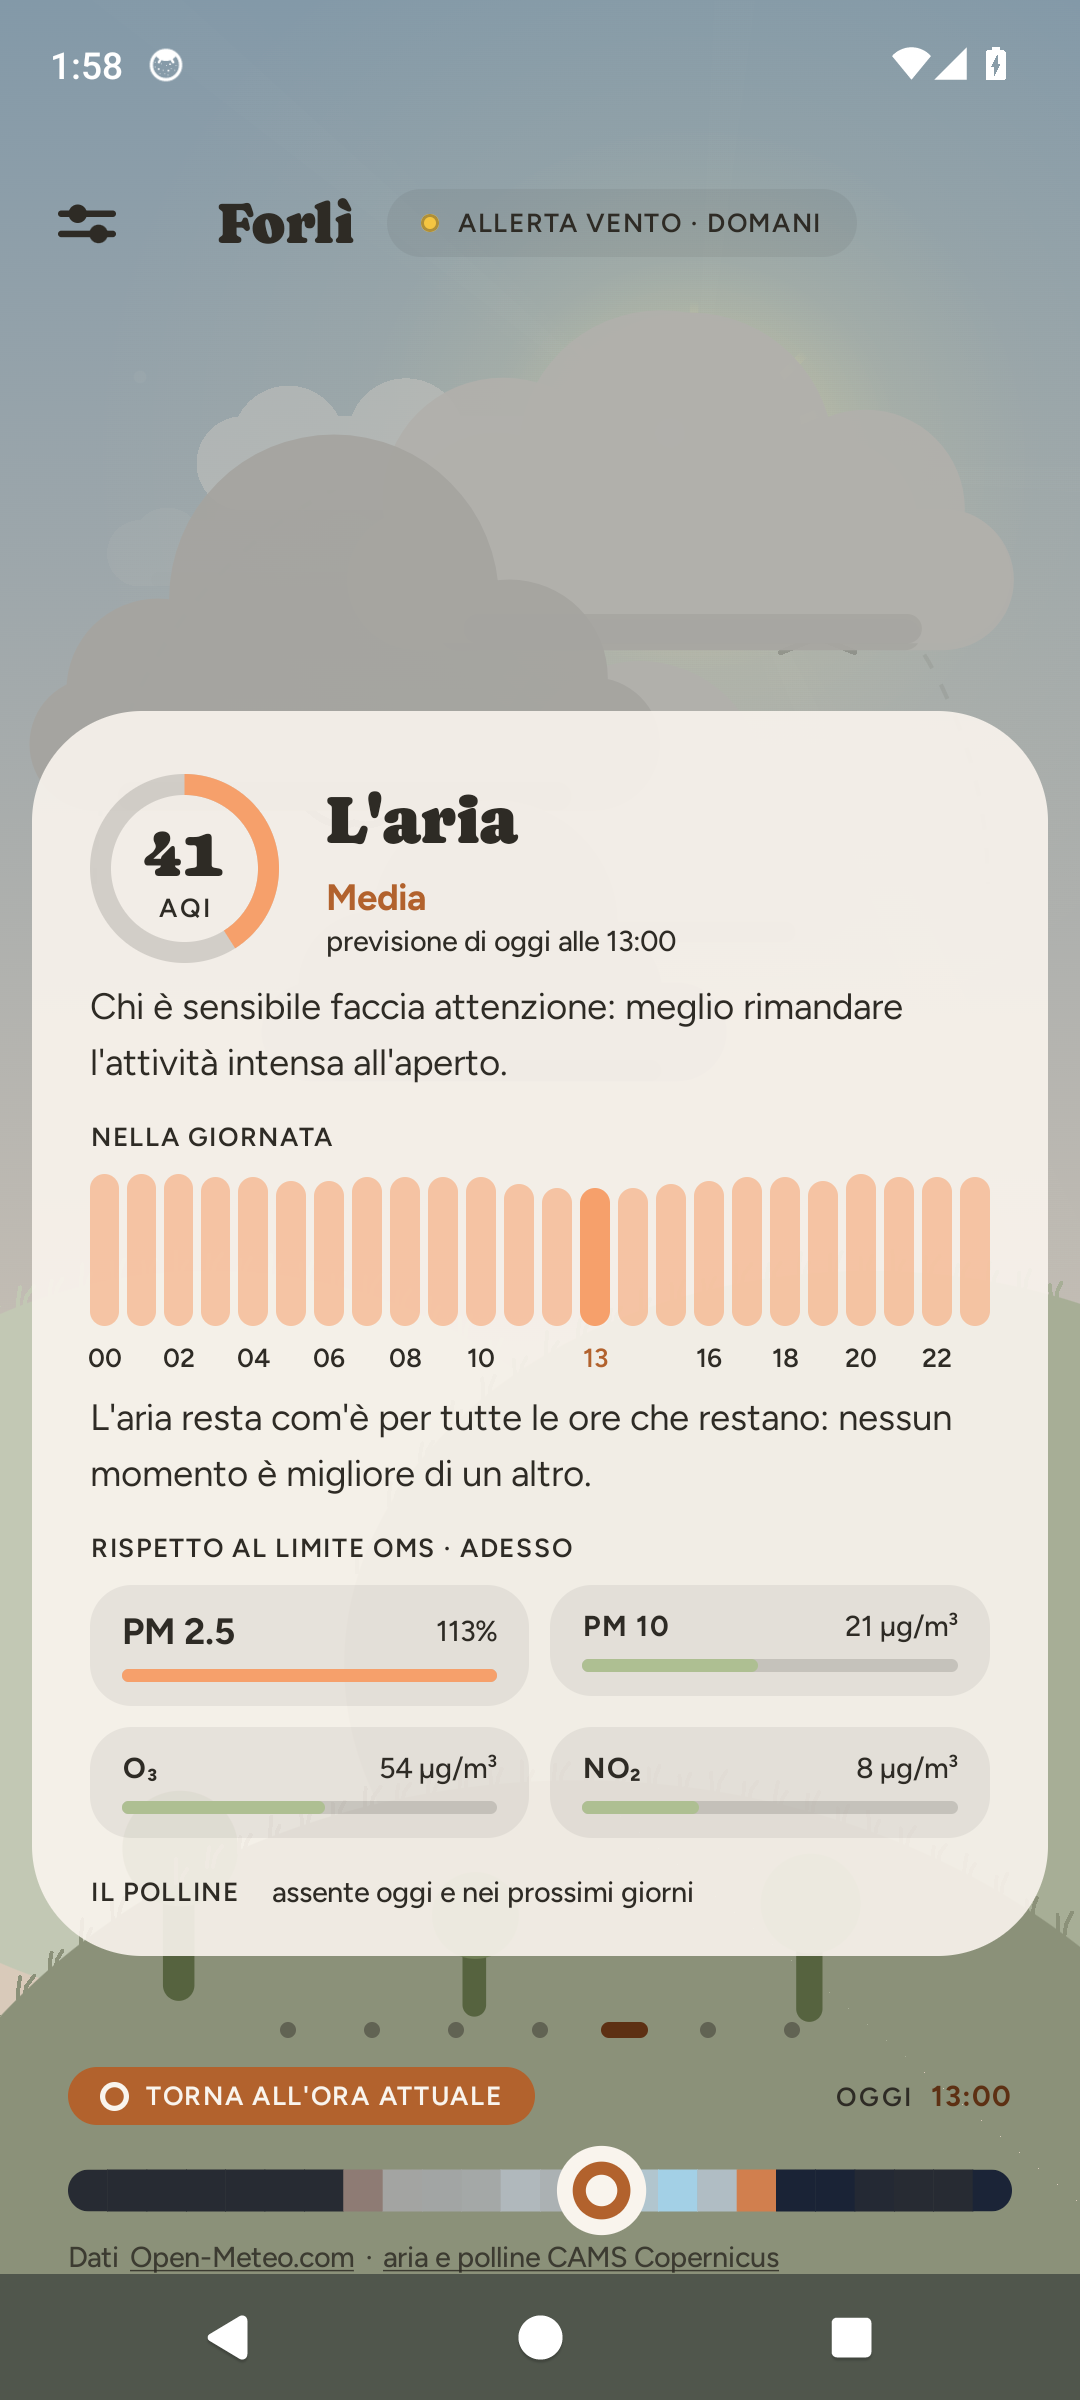 1:58
Forlì
ALLERTA VENTO · DOMANI
41
AQI
L'aria
Media
previsione di oggi alle 13:00
Chi è sensibile faccia attenzione: meglio rimandare
l'attività intensa all'aperto.
NELLA GIORNATA
00 02 04 06 08 10 13 16 18 20 22
L'aria resta com'è per tutte le ore che restano: nessun
momento è migliore di un altro.
RISPETTO AL LIMITE OMS · ADESSO
PM 2.5 113%
PM 10 21 µg/m³
O₃ 54 µg/m³
NO₂ 8 µg/m³
IL POLLINE assente oggi e nei prossimi giorni
TORNA ALL'ORA ATTUALE
OGGI 13:00
Dati Open-Meteo.com · aria e polline CAMS Copernicus